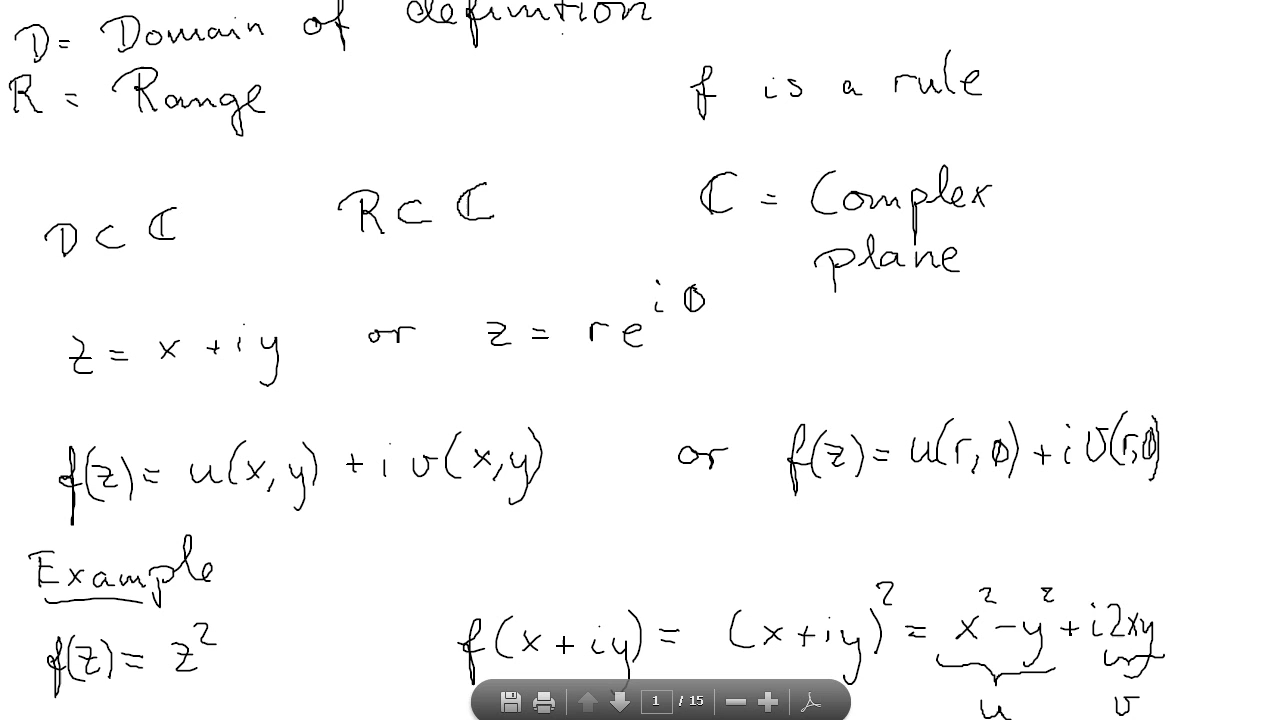 D = Domain of definition
R = Range
f is a rule
D ⊂ ℂ R ⊂ ℂ
ℂ = Complex
plane
z = x + iy or z = re^{iθ}
f(z) = u(x,y) + i v(x,y) or f(z) = u(r,θ) + i v(r,θ)
Example
f(z) = z² f(x+iy) = (x+iy)² = x² - y² + i2xy
u v
1 / 15